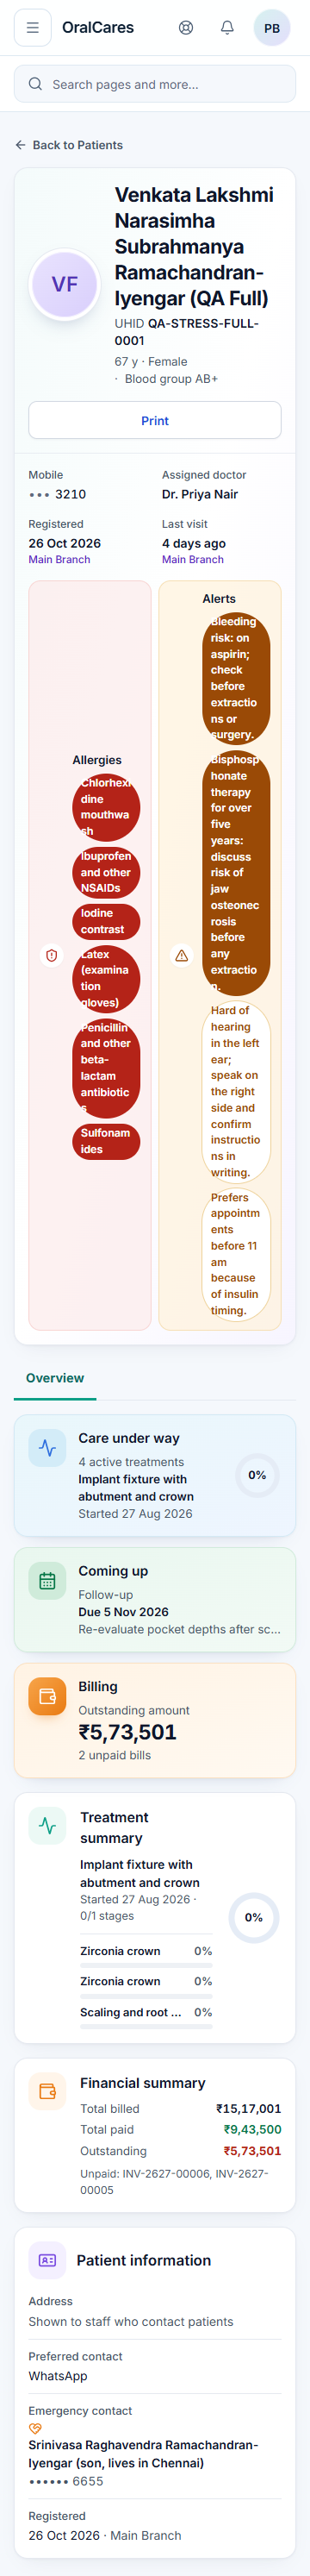 OralCares
PB
Search pages and more...
Back to Patients
VF
Venkata Lakshmi
Narasimha
Subrahmanya
Ramachandran-
Iyengar (QA Full)
UHID QA-STRESS-FULL-
0001
67 y · Female
· Blood group AB+
Print
Mobile
••• 3210
Assigned doctor
Dr. Priya Nair
Registered
26 Oct 2026
Main Branch
Last visit
4 days ago
Main Branch
Allergies
Chlorhexi
dine
mouthwa
sh
Ibuprofen
and other
NSAIDs
Iodine
contrast
Latex
(examina
tion
gloves)
Penicillin
and other
beta-
lactam
antibiotic
s
Sulfonam
ides
Alerts
Bleeding
risk: on
aspirin;
check
before
extractio
ns or
surgery.
Bisphosp
honate
therapy
for over
five
years:
discuss
risk of
jaw
osteonec
rosis
before
any
extractio
n.
Hard of
hearing
in the left
ear;
speak on
the right
side and
confirm
instructio
ns in
writing.
Prefers
appointm
ents
before 11
am
because
of insulin
timing.
Overview
Care under way
4 active treatments
Implant fixture with
abutment and crown
Started 27 Aug 2026
0%
Coming up
Follow-up
Due 5 Nov 2026
Re-evaluate pocket depths after sc...
Billing
Outstanding amount
₹5,73,501
2 unpaid bills
Treatment
summary
Implant fixture with
abutment and crown
Started 27 Aug 2026 ·
0/1 stages
0%
Zirconia crown 0%
Zirconia crown 0%
Scaling and root ... 0%
Financial summary
Total billed ₹15,17,001
Total paid ₹9,43,500
Outstanding ₹5,73,501
Unpaid: INV-2627-00006, INV-2627-
00005
Patient information
Address
Shown to staff who contact patients
Preferred contact
WhatsApp
Emergency contact
Srinivasa Raghavendra Ramachandran-
Iyengar (son, lives in Chennai)
•••••• 6655
Registered
26 Oct 2026 · Main Branch